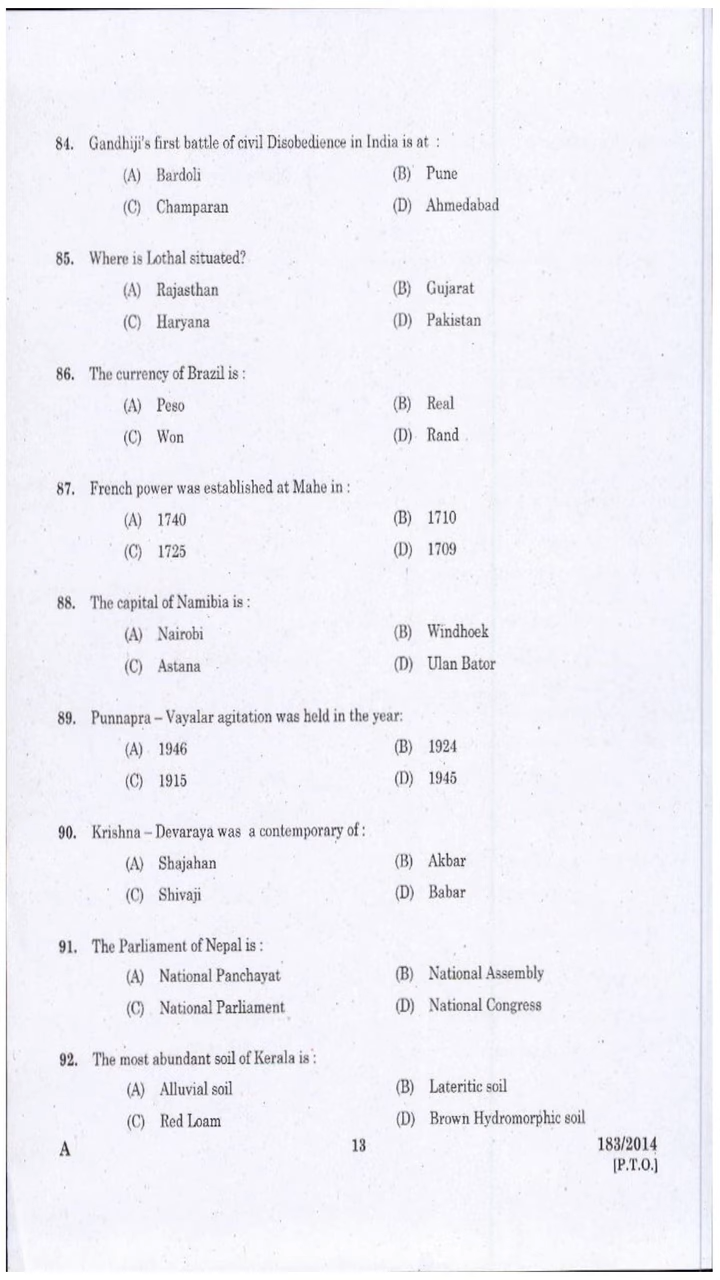 84. Gandhiji's first battle of civil Disobedience in India is at :
(A) Bardoli (B) Pune
(C) Champaran (D) Ahmedabad
85. Where is Lothal situated?
(A) Rajasthan (B) Gujarat
(C) Haryana (D) Pakistan
86. The currency of Brazil is :
(A) Peso (B) Real
(C) Won (D) Rand
87. French power was established at Mahe in :
(A) 1740 (B) 1710
(C) 1725 (D) 1709
88. The capital of Namibia is :
(A) Nairobi (B) Windhoek
(C) Astana (D) Ulan Bator
89. Punnapra – Vayalar agitation was held in the year:
(A) 1946 (B) 1924
(C) 1915 (D) 1945
90. Krishna – Devaraya was a contemporary of :
(A) Shajahan (B) Akbar
(C) Shivaji (D) Babar
91. The Parliament of Nepal is :
(A) National Panchayat (B) National Assembly
(C) National Parliament (D) National Congress
92. The most abundant soil of Kerala is :
(A) Alluvial soil (B) Lateritic soil
(C) Red Loam (D) Brown Hydromorphic soil
A 13 183/2014
[P.T.O.]